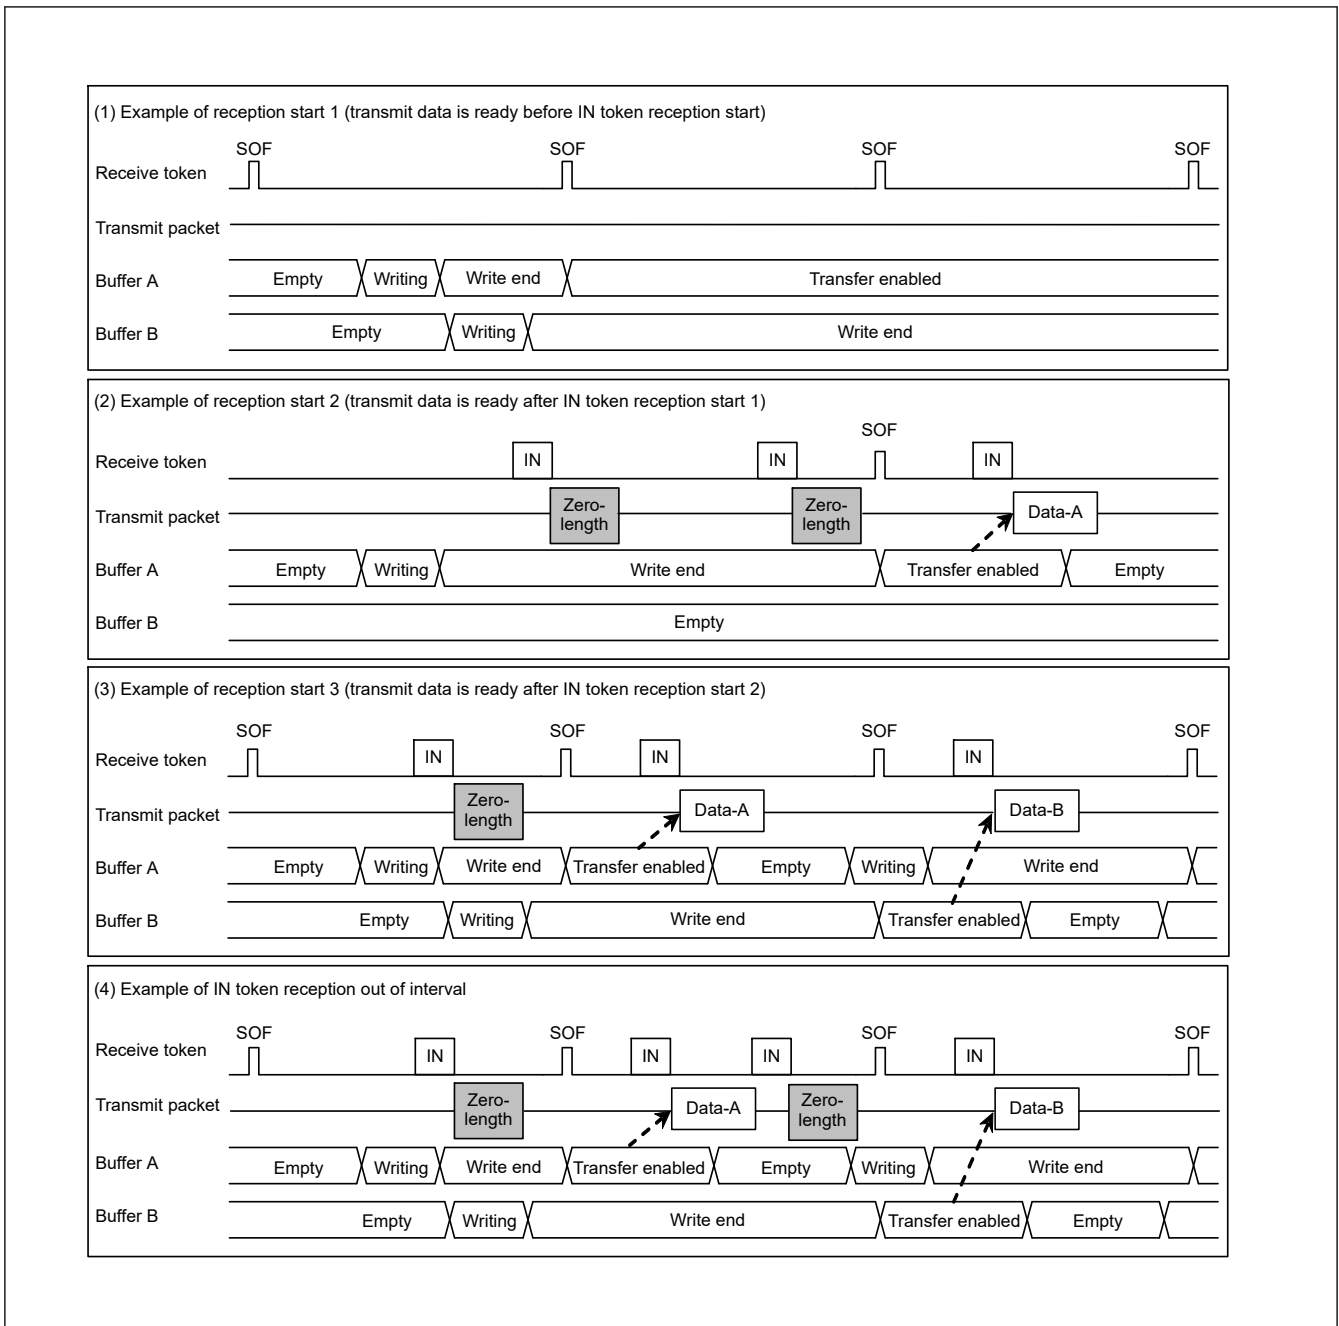 (1) Example of reception start 1 (transmit data is ready before IN token reception start)
SOF SOF SOF SOF
Receive token
Transmit packet
Buffer A Empty Writing Write end Transfer enabled
Buffer B Empty Writing Write end
(2) Example of reception start 2 (transmit data is ready after IN token reception start 1)
SOF
Receive token IN IN IN
Transmit packet Zero- Zero- Data-A
length length
Buffer A Empty Writing Write end Transfer enabled Empty
Buffer B Empty
(3) Example of reception start 3 (transmit data is ready after IN token reception start 2)
SOF SOF SOF SOF
Receive token IN IN IN
Transmit packet Zero- Data-A Data-B
length
Buffer A Empty Writing Write end Transfer enabled Empty Writing Write end
Buffer B Empty Writing Write end Transfer enabled Empty
(4) Example of IN token reception out of interval
SOF SOF SOF SOF
Receive token IN IN IN IN
Transmit packet Zero- Data-A Zero- Data-B
length length
Buffer A Empty Writing Write end Transfer enabled Empty Writing Write end
Buffer B Empty Writing Write end Transfer enabled Empty